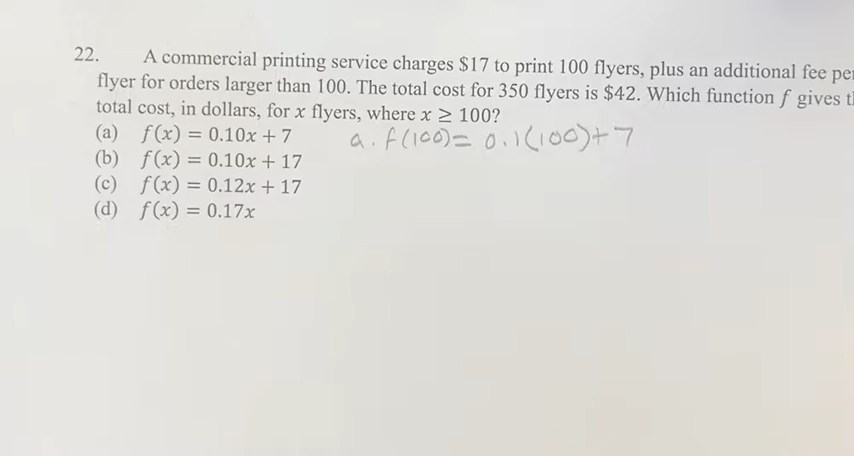 22. A commercial printing service charges $17 to print 100 flyers, plus an additional fee per
flyer for orders larger than 100. The total cost for 350 flyers is $42. Which function f gives
total cost, in dollars, for x flyers, where x ≥ 100?
(a) f(x) = 0.10x + 7
a. f(100) = 0.1(100) + 7
(b) f(x) = 0.10x + 17
(c) f(x) = 0.12x + 17
(d) f(x) = 0.17x